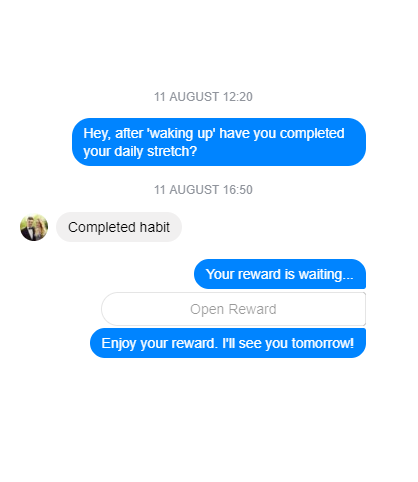 11 AUGUST 12:20
Hey, after 'waking up' have you completed
your daily stretch?
11 AUGUST 16:50
Completed habit
Your reward is waiting...
Open Reward
Enjoy your reward. I'll see you tomorrow!